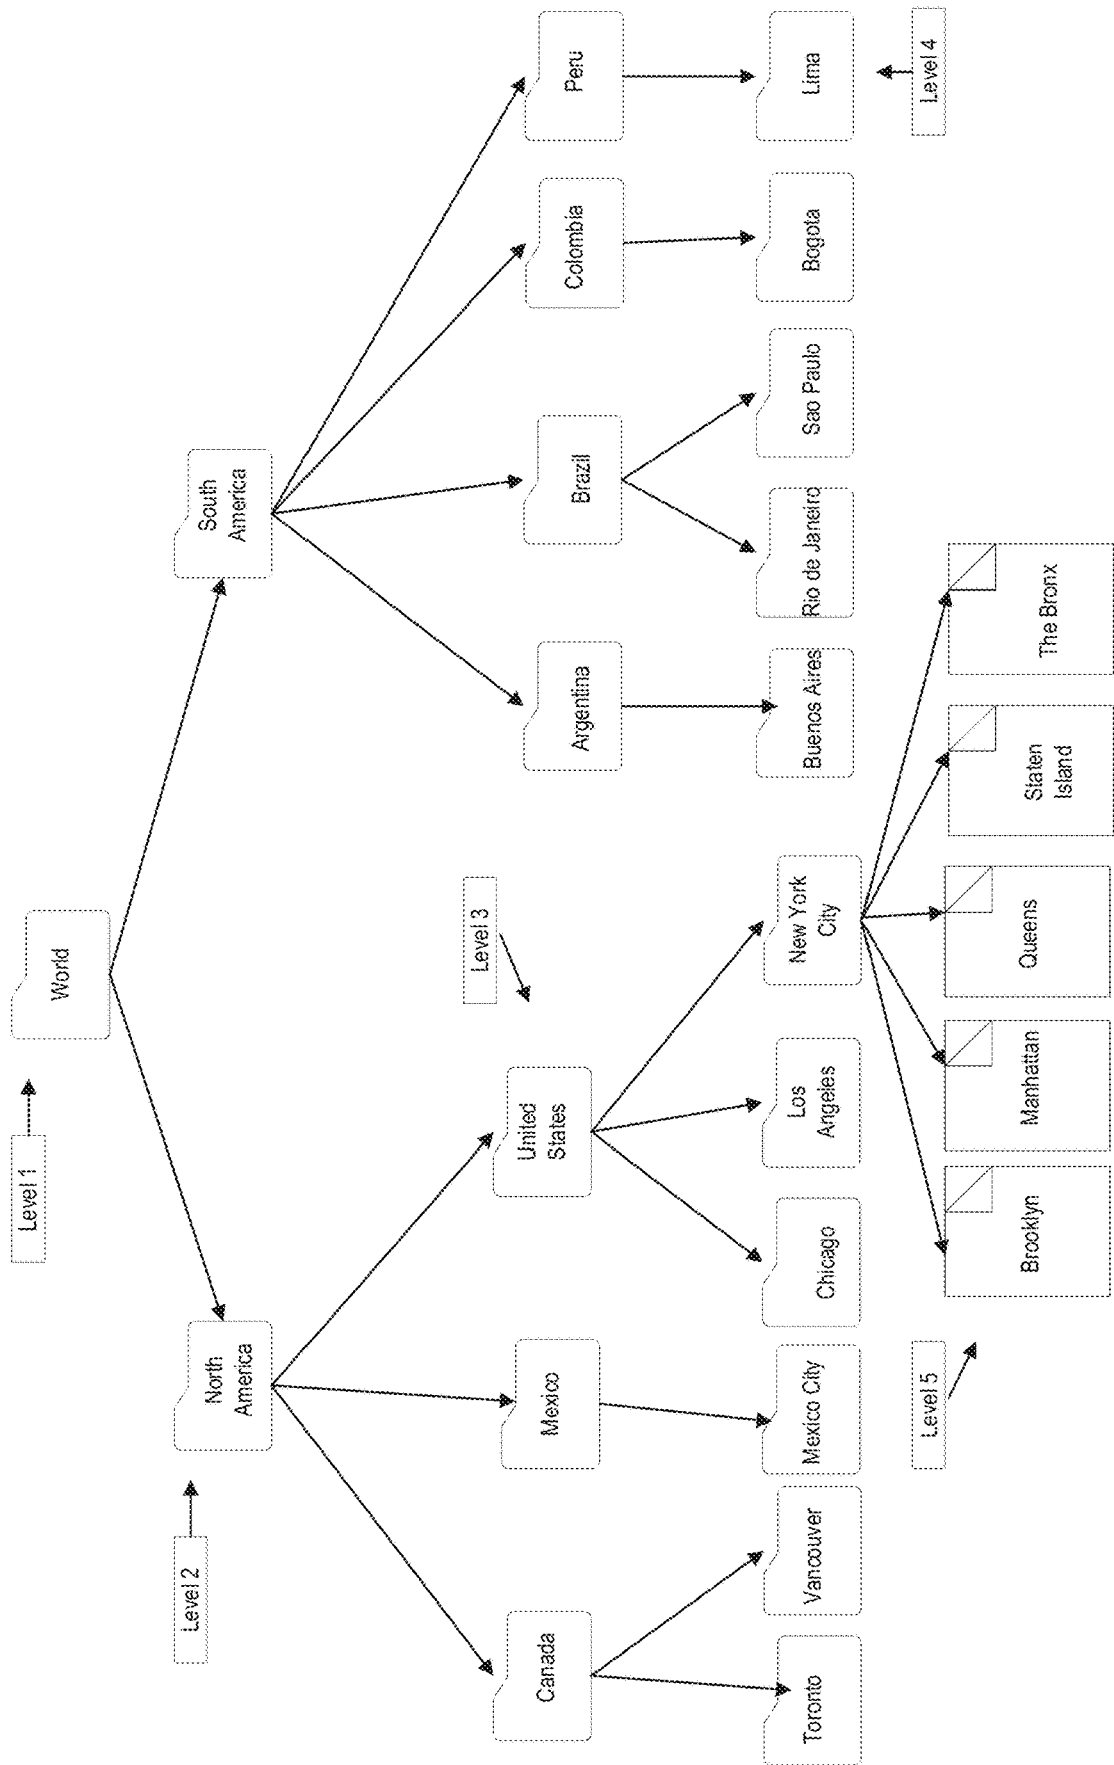 Level 1
World
Level 2
North
America
South
America
Level 3
Canada
Mexico
United
States
Argentina
Brazil
Colombia
Peru
Toronto
Vancouver
Mexico City
Chicago
Los
Angeles
New York
City
Buenos Aires
Rio de Janeiro
Sao Paulo
Bogota
Lima
Level 4
Level 5
Brooklyn
Manhattan
Queens
Staten
Island
The Bronx